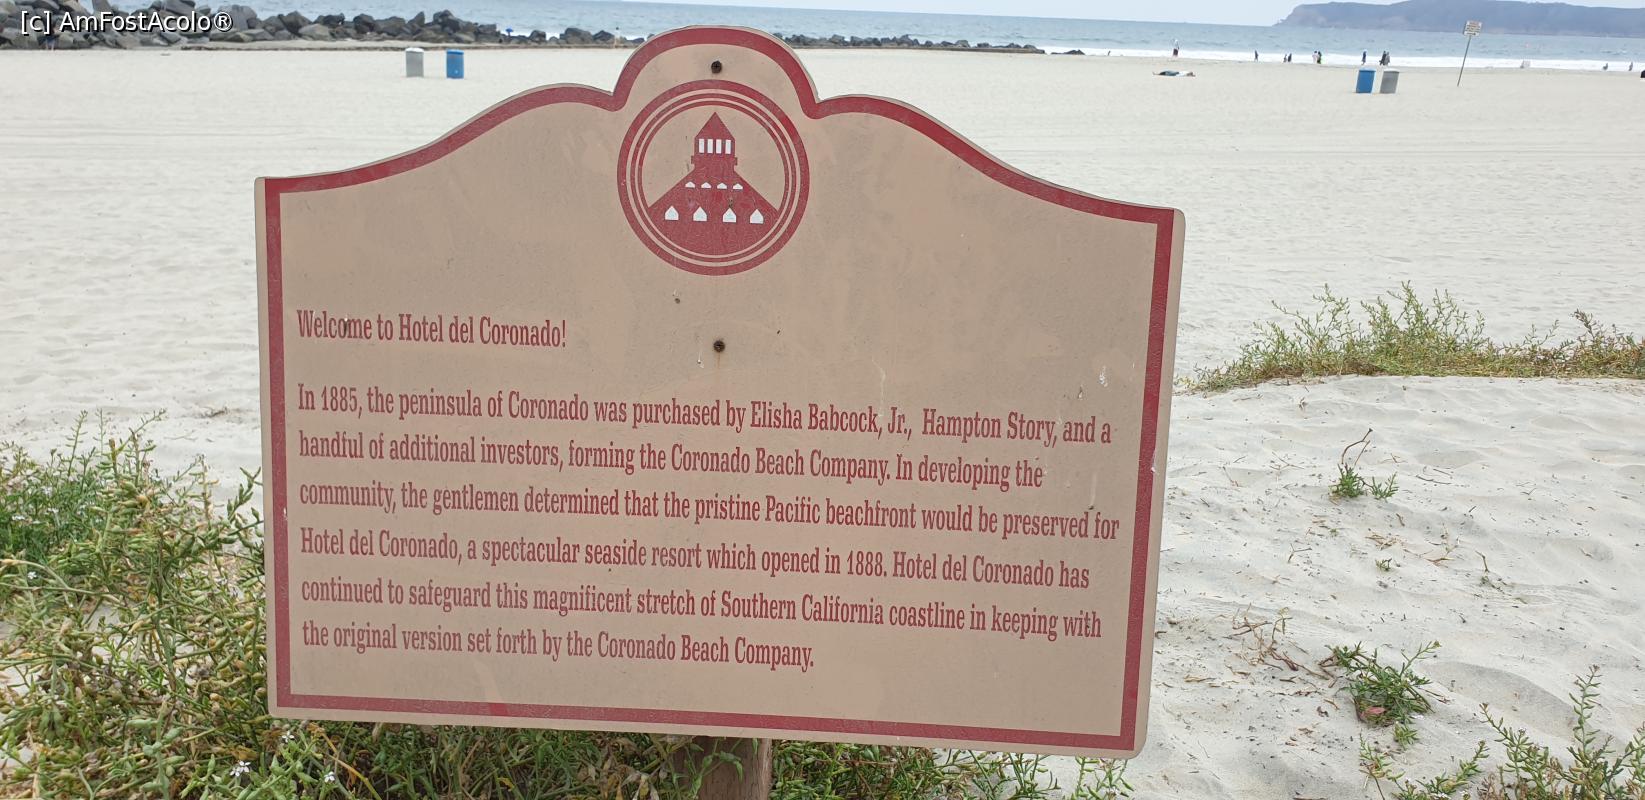 [c] AmFostAcolo®
Welcome to Hotel del Coronado!
In 1885, the peninsula of Coronado was purchased by Elisha Babcock, Jr., Hampton Story, and a
handful of additional investors, forming the Coronado Beach Company. In developing the
community, the gentlemen determined that the pristine Pacific beachfront would be preserved for
Hotel del Coronado, a spectacular seaside resort which opened in 1888. Hotel del Coronado has
continued to safeguard this magnificent stretch of Southern California coastline in keeping with
the original version set forth by the Coronado Beach Company.